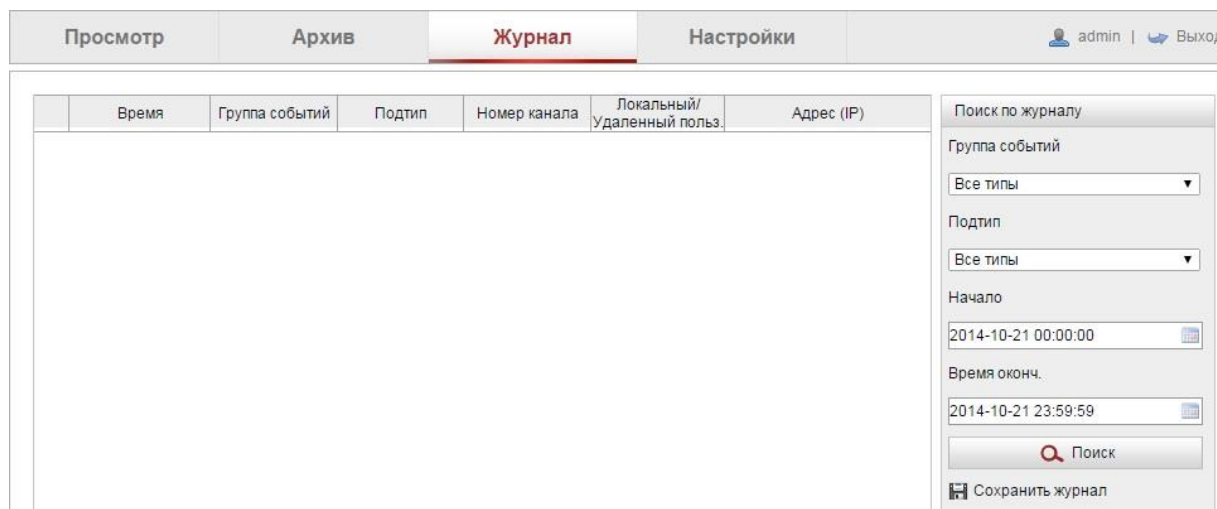 Просмотр Архив Журнал Настройки admin | Выход
Время Группа событий Подтип Номер канала Локальный/ Удаленный польз. Адрес (IP)
Поиск по журналу
Группа событий
Все типы
Подтип
Все типы
Начало
2014-10-21 00:00:00
Время оконч.
2014-10-21 23:59:59
Поиск
Сохранить журнал